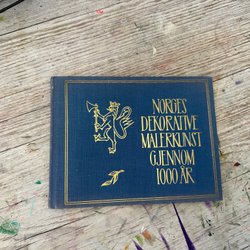 NORGES
DEKORATIVE
MALERKUNST
GJENNOM
1000 ÅR